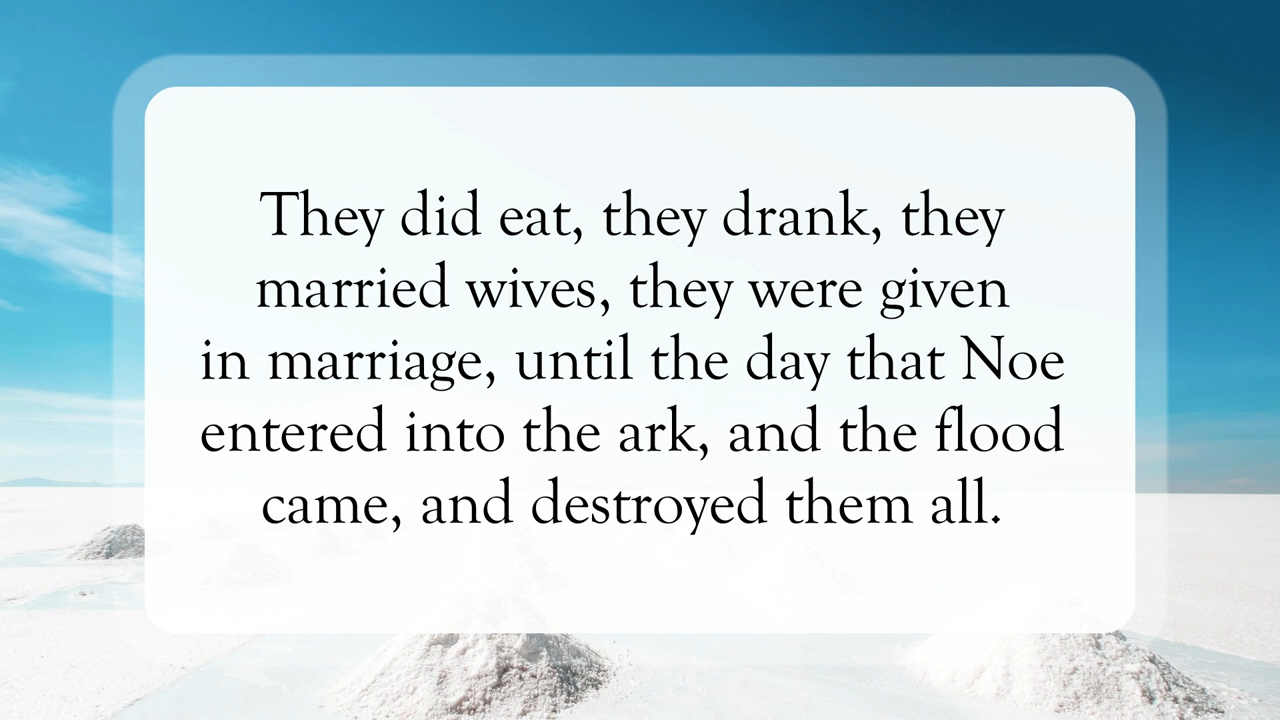 They did eat, they drank, they
married wives, they were given
in marriage, until the day that Noe
entered into the ark, and the flood
came, and destroyed them all.